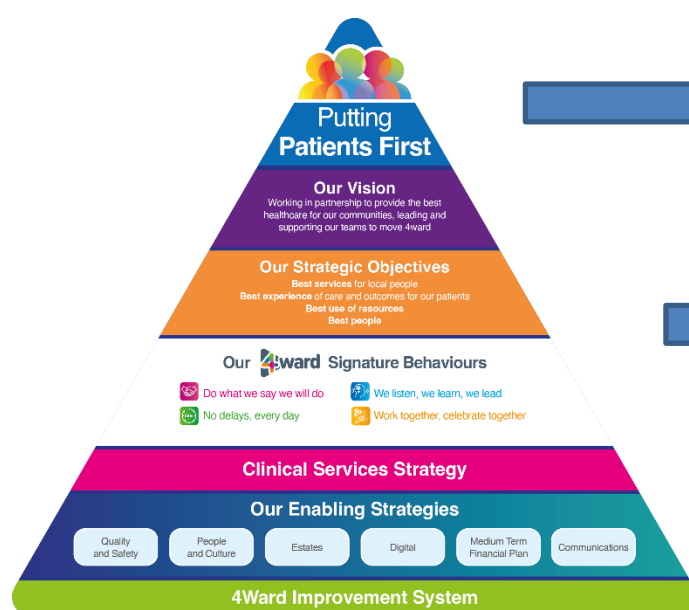 Putting
Patients First
Our Vision
Working in partnership to provide the best
healthcare for our communities, leading and
supporting our teams to move 4ward
Our Strategic Objectives
Best services for local people
Best experience of care and outcomes for our patients
Best use of resources
Best people
Our 4ward Signature Behaviours
Do what we say we will do
We listen, we learn, we lead
No delays, every day
Work together, celebrate together
Clinical Services Strategy
Our Enabling Strategies
Quality
and Safety
People
and Culture
Estates
Digital
Medium Term
Financial Plan
Communications
4Ward Improvement System